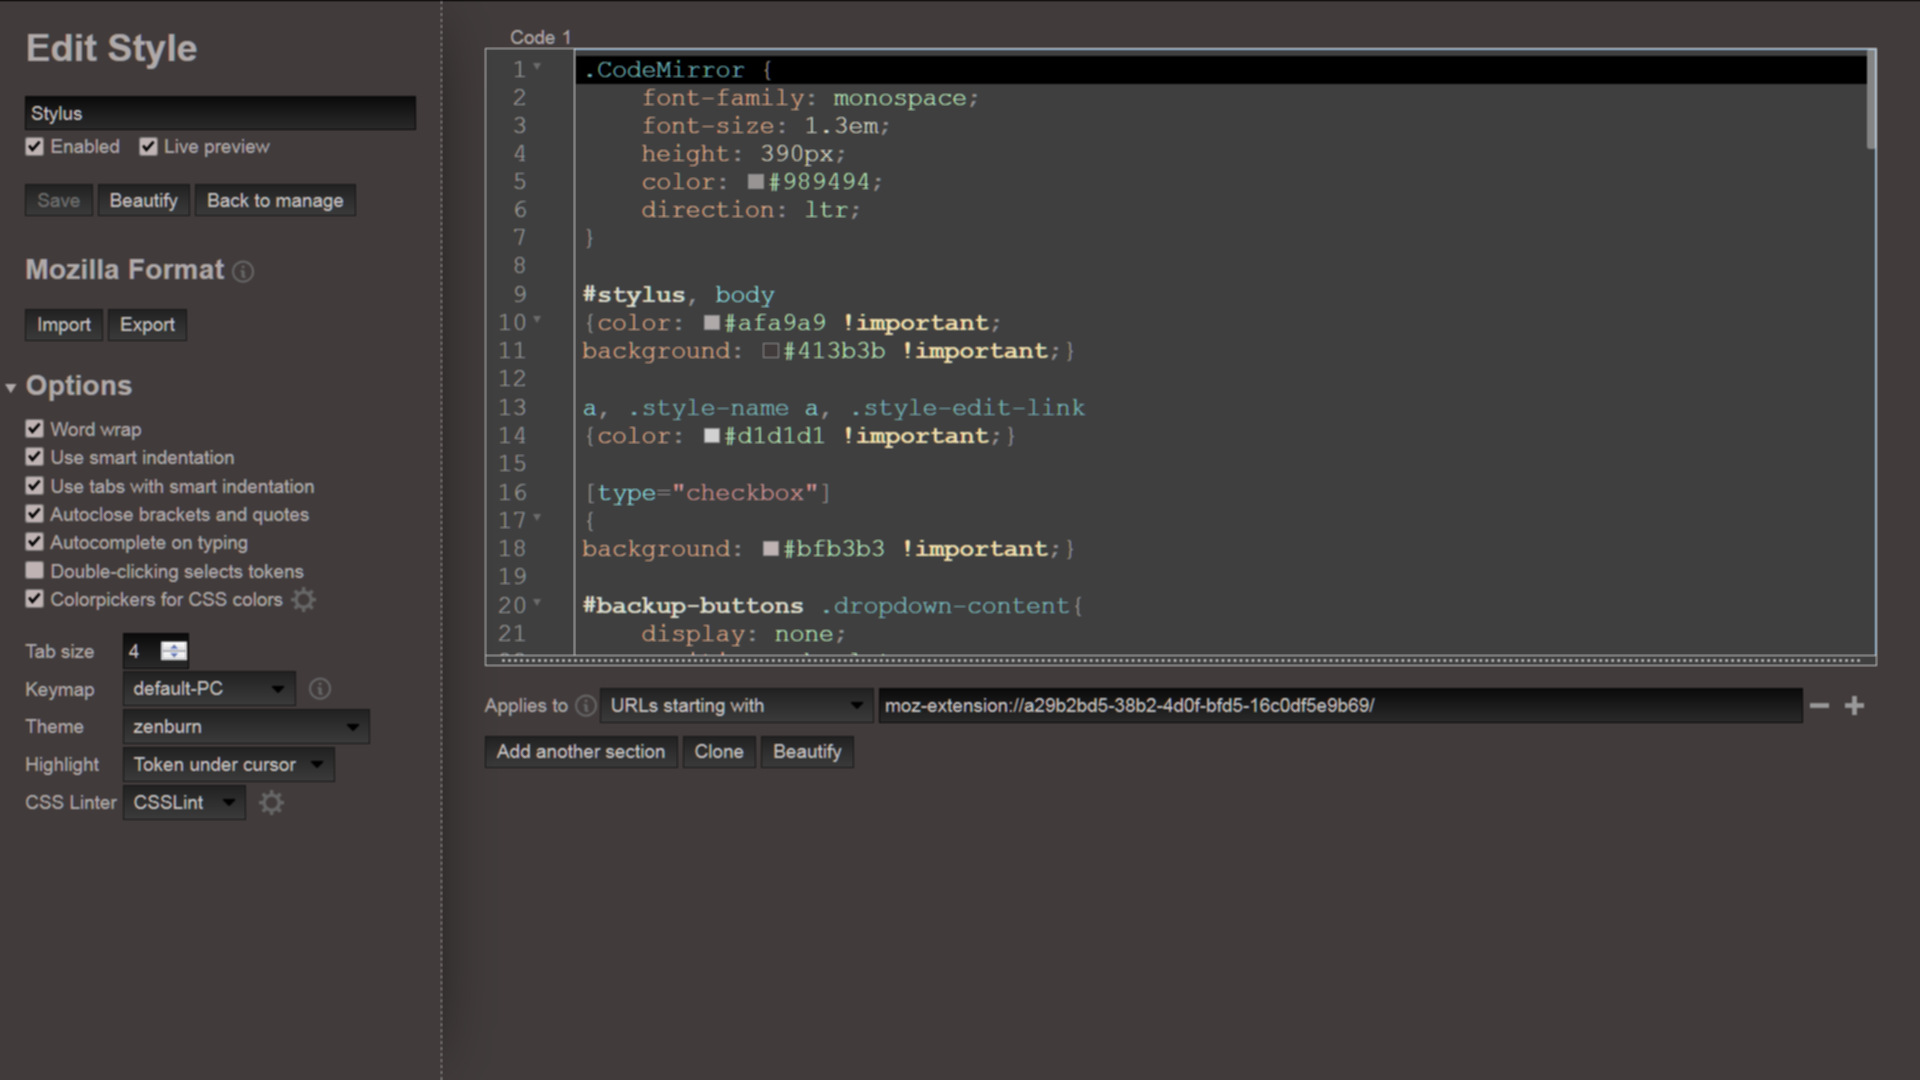 Edit Style
Stylus
Enabled Live preview
Save Beautify Back to manage
Mozilla Format
Import Export
Options
Word wrap
Use smart indentation
Use tabs with smart indentation
Autoclose brackets and quotes
Autocomplete on typing
Double-clicking selects tokens
Colorpickers for CSS colors
Tab size 4
Keymap default-PC
Theme zenburn
Highlight Token under cursor
CSS Linter CSSLint
Code 1
1 .CodeMirror {
2 font-family: monospace;
3 font-size: 1.3em;
4 height: 390px;
5 color: #989494;
6 direction: ltr;
7 }
8
9 #stylus, body
10 {color: #afa9a9 !important;
11 background: #413b3b !important;}
12
13 a, .style-name a, .style-edit-link
14 {color: #d1d1d1 !important;}
15
16 [type="checkbox"]
17 {
18 background: #bfb3b3 !important;}
19
20 #backup-buttons .dropdown-content{
21 display: none;
Applies to URLs starting with moz-extension://a29b2bd5-38b2-4d0f-bfd5-16c0df5e9b69/
Add another section Clone Beautify